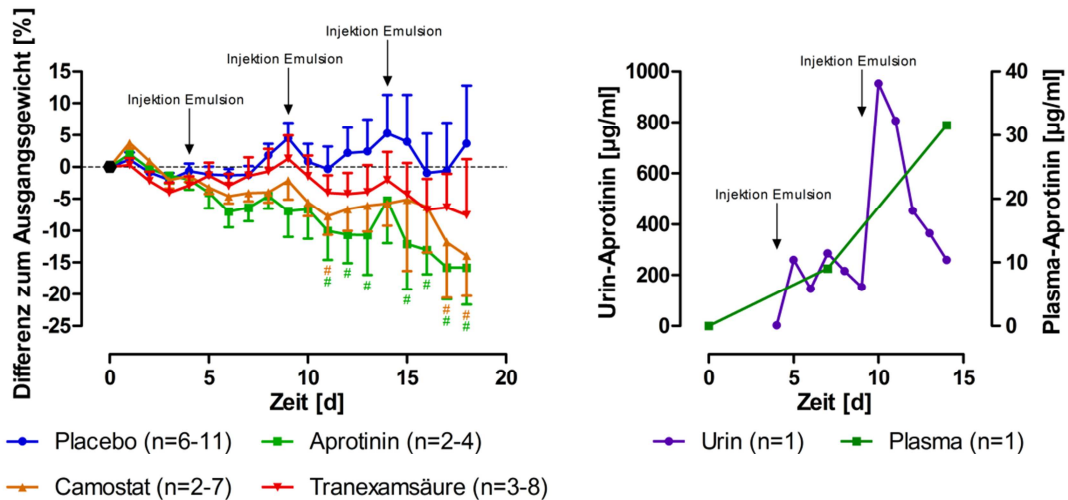 Differenz zum Ausgangsgewicht [%]
Injektion Emulsion
Injektion Emulsion
Injektion Emulsion
15
10
5
0
-5
-10
-15
-20
-25
#
#
#
#
#
#
#
#
#
#
0
5
10
15
20
Zeit [d]
Placebo (n=6-11)
Aprotinin (n=2-4)
Camostat (n=2-7)
Tranexamsäure (n=3-8)
Urin-Aprotinin [µg/ml]
1000
800
600
400
200
0
Injektion Emulsion
Injektion Emulsion
40
30
20
10
0
Plasma-Aprotinin [µg/ml]
0
5
10
15
Zeit [d]
Urin (n=1)
Plasma (n=1)